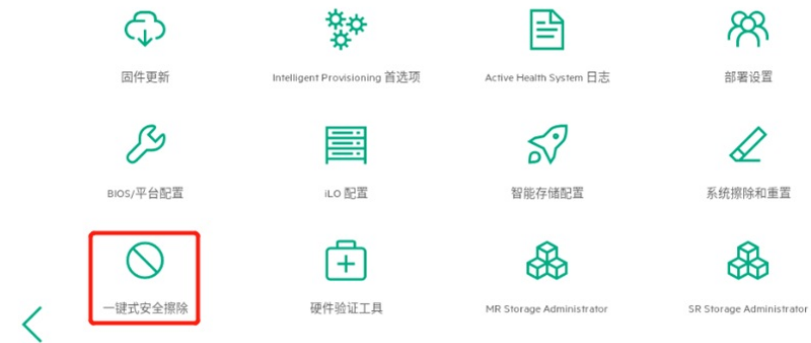 固件更新
Intelligent Provisioning 首选项
Active Health System 日志
部署设置
BIOS/平台配置
iLO 配置
智能存储配置
系统擦除和重置
一键式安全擦除
硬件验证工具
MR Storage Administrator
SR Storage Administrator